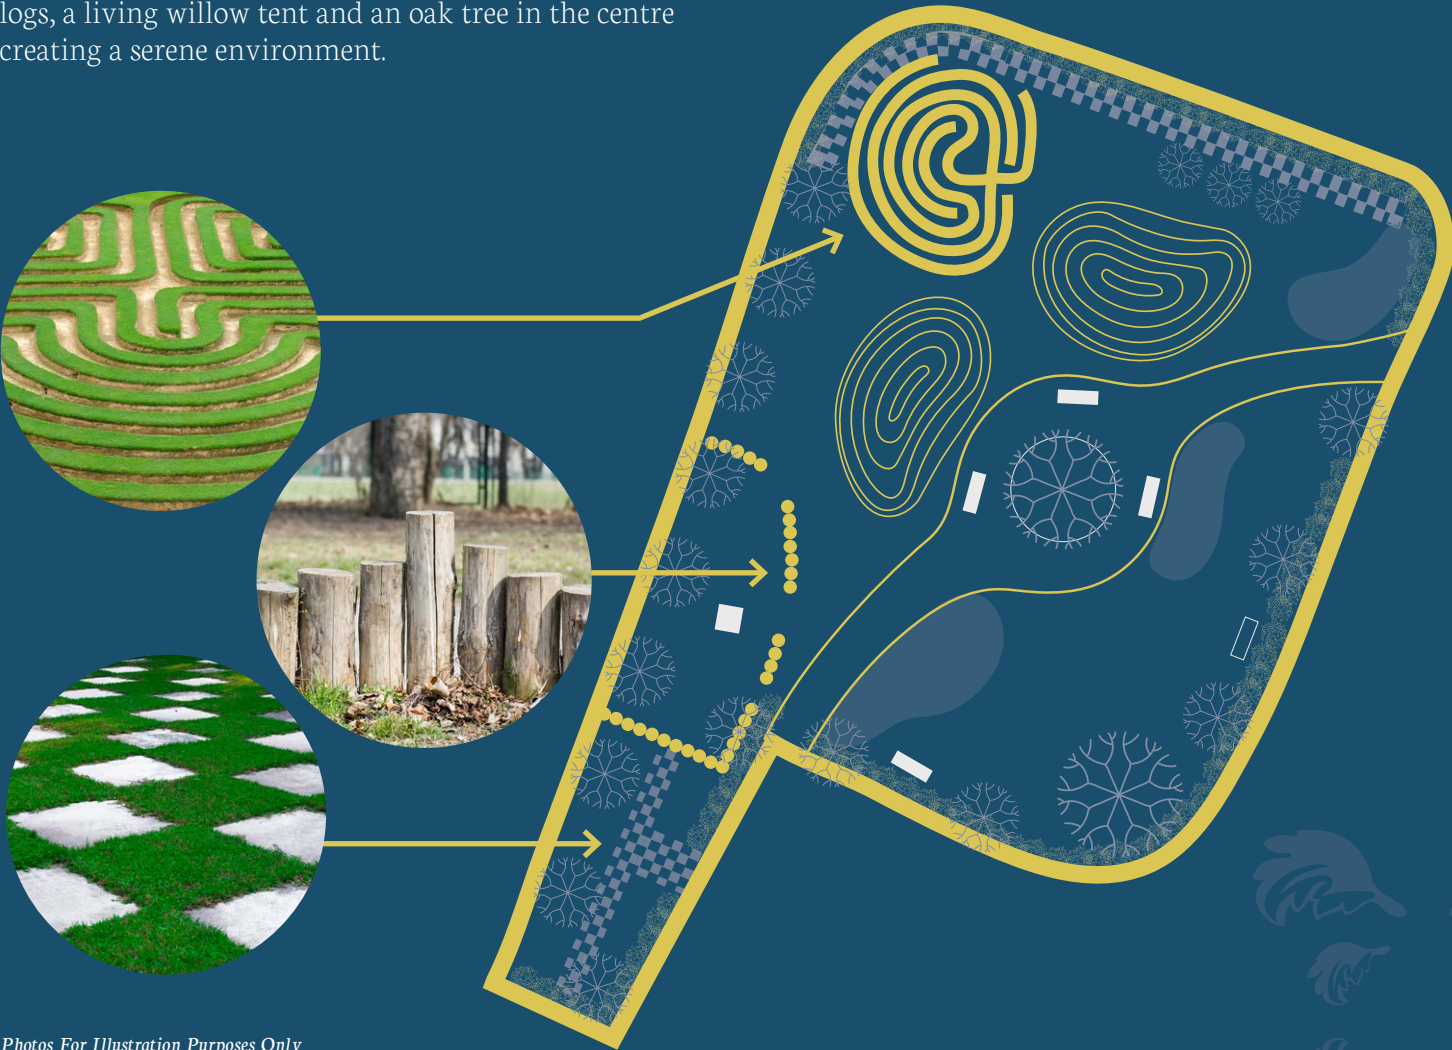 logs, a living willow tent and an oak tree in the centre
creating a serene environment.
Photos For Illustration Purposes Only